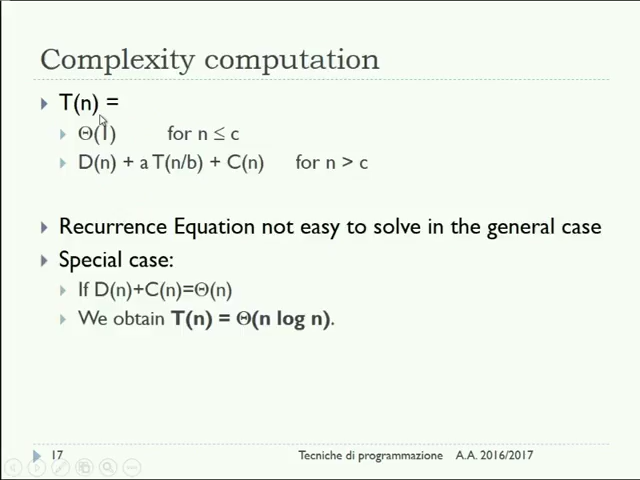 Complexity computation
T(n) =
Θ(1) for n ≤ c
D(n) + a T(n/b) + C(n) for n > c
Recurrence Equation not easy to solve in the general case
Special case:
If D(n)+C(n)=Θ(n)
We obtain T(n) = Θ(n log n).
17 Tecniche di programmazione A.A. 2016/2017